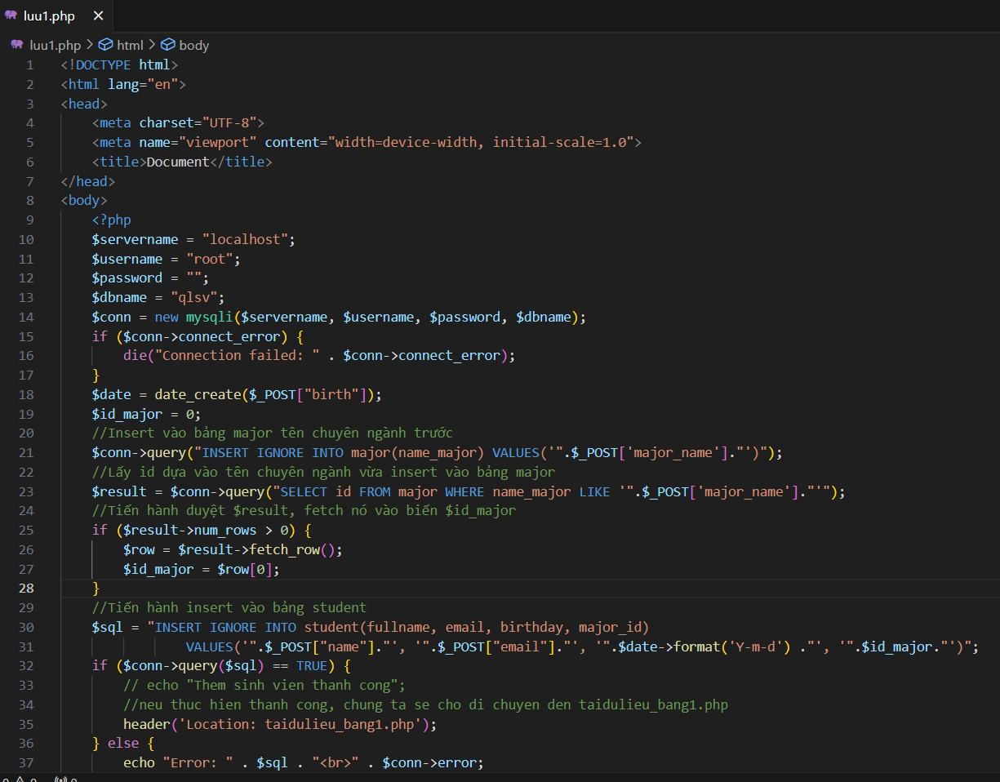 luu1.php ×
luu1.php > html > body
1 <!DOCTYPE html>
2 <html lang="en">
3 <head>
4     <meta charset="UTF-8">
5     <meta name="viewport" content="width=device-width, initial-scale=1.0">
6     <title>Document</title>
7 </head>
8 <body>
9     <?php
10     $servername = "localhost";
11     $username = "root";
12     $password = "";
13     $dbname = "qlsv";
14     $conn = new mysqli($servername, $username, $password, $dbname);
15     if ($conn->connect_error) {
16         die("Connection failed: " . $conn->connect_error);
17     }
18     $date = date_create($_POST["birth"]);
19     $id_major = 0;
20     //Insert vào bảng major tên chuyên ngành trước
21     $conn->query("INSERT IGNORE INTO major(name_major) VALUES('".$_POST['major_name']."')");
22     //Lấy id dựa vào tên chuyên ngành vừa insert vào bảng major
23     $result = $conn->query("SELECT id FROM major WHERE name_major LIKE '".$_POST['major_name']."'");
24     //Tiến hành duyệt $result, fetch nó vào biến $id_major
25     if ($result->num_rows > 0) {
26         $row = $result->fetch_row();
27         $id_major = $row[0];
28     }
29     //Tiến hành insert vào bảng student
30     $sql = "INSERT IGNORE INTO student(fullname, email, birthday, major_id)
31                 VALUES('".$_POST["name"]."', '".$_POST["email"]."', '".$date->format('Y-m-d') ."', '".$id_major."')";
32     if ($conn->query($sql) == TRUE) {
33         // echo "Them sinh vien thanh cong";
34         //neu thuc hien thanh cong, chung ta se cho di chuyen den taidulieu_bang1.php
35         header('Location: taidulieu_bang1.php');
36     } else {
37         echo "Error: " . $sql . "<br>" . $conn->error;